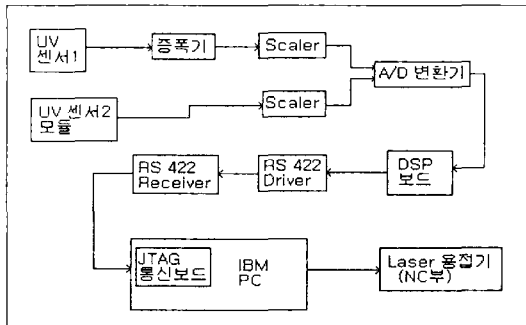 UV
센서1
증폭기
Scaler
A/D 변환기
UV 센서2
모듈
Scaler
RS 422
Receiver
RS 422
Driver
DSP
보드
JTAG
통신보드
IBM
PC
Laser 용접기
(NC부)